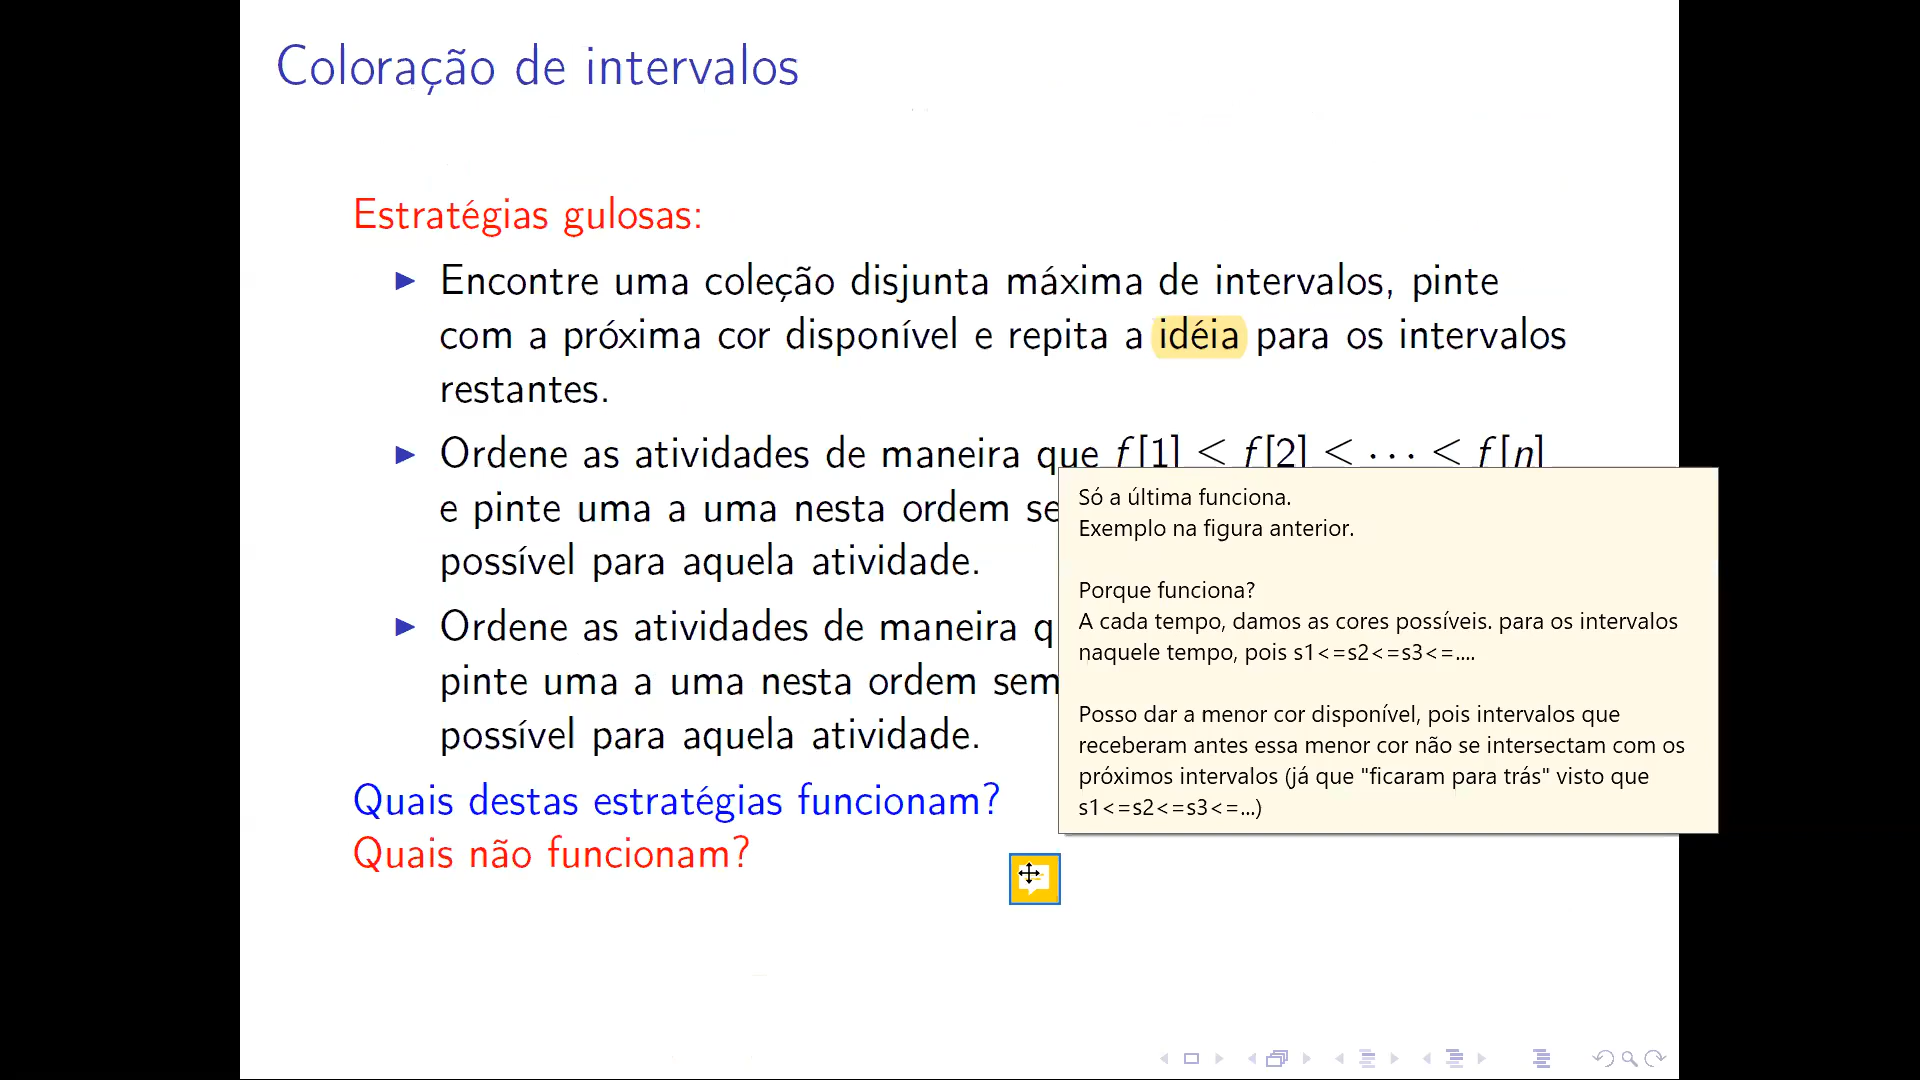 Coloração de intervalos
Estratégias gulosas:
Encontre uma coleção disjunta máxima de intervalos, pinte
com a próxima cor disponível e repita a idéia para os intervalos
restantes.
Ordene as atividades de maneira que f[1] ≤ f[2] ≤ ··· ≤ f[n]
e pinte uma a uma nesta ordem
possível para aquela atividade.
Ordene as atividades de maneira
pinte uma a uma nesta ordem
possível para aquela atividade.
Quais destas estratégias funcionam?
Quais não funcionam?
Só a última funciona.
Exemplo na figura anterior.
Porque funciona?
A cada tempo, damos as cores possíveis. para os intervalos
naquele tempo, pois s1<=s2<=s3<=....
Posso dar a menor cor disponível, pois intervalos que
receberam antes essa menor cor não se intersectam com os
próximos intervalos (já que "ficaram para trás" visto que
s1<=s2<=s3<=...)